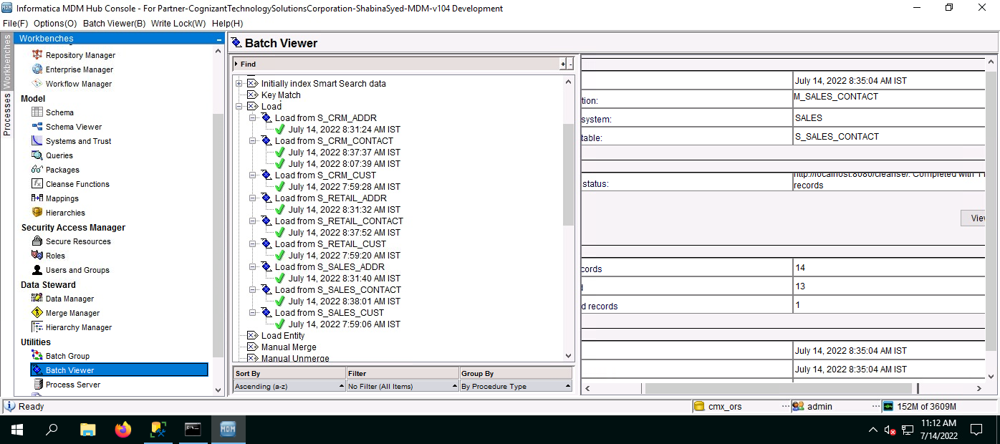 Informatica MDM Hub Console - For Partner-CognizantTechnologySolutionsCorporation-ShabinaSyed-MDM-v104 Development
File(F) Options(O) Batch Viewer(B) Write Lock(W) Help(H)
Workbenches
Processes
Workbenches
Repository Manager
Enterprise Manager
Workflow Manager
Model
Schema
Schema Viewer
Systems and Trust
Queries
Packages
Cleanse Functions
Mappings
Hierarchies
Security Access Manager
Secure Resources
Roles
Users and Groups
Data Steward
Data Manager
Merge Manager
Hierarchy Manager
Utilities
Batch Group
Batch Viewer
Process Server
Batch Viewer
Find
+ -
Initially index Smart Search data
Key Match
Load
Load from S_CRM_ADDR
July 14, 2022 8:31:24 AM IST
Load from S_CRM_CONTACT
July 14, 2022 8:37:37 AM IST
July 14, 2022 8:07:39 AM IST
Load from S_CRM_CUST
July 14, 2022 7:59:28 AM IST
Load from S_RETAIL_ADDR
July 14, 2022 8:31:32 AM IST
Load from S_RETAIL_CONTACT
July 14, 2022 8:37:52 AM IST
Load from S_RETAIL_CUST
July 14, 2022 7:59:20 AM IST
Load from S_SALES_ADDR
July 14, 2022 8:31:40 AM IST
Load from S_SALES_CONTACT
July 14, 2022 8:38:01 AM IST
Load from S_SALES_CUST
July 14, 2022 7:59:06 AM IST
Load Entity
Manual Merge
Manual Unmerge
Sort By Filter Group By
Ascending (a-z) No Filter (All Items) By Procedure Type
July 14, 2022 8:35:04 AM IST
tion: M_SALES_CONTACT
system: SALES
table: S_SALES_CONTACT
http://localhost:8080/cleanse/. Completed with 11
status: records
View
cords 14
d 13
d records 1
July 14, 2022 8:35:04 AM IST
July 14, 2022 8:35:04 AM IST
Ready
cmx_ors ... admin ... 152M of 3609M
MDM
11:12 AM
7/14/2022